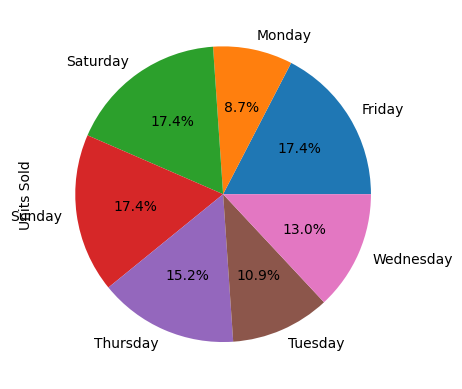 Monday
Saturday
Friday
8.7%
17.4%
17.4%
Units Sold
Sunday
17.4%
13.0%
Wednesday
15.2%
10.9%
Thursday
Tuesday